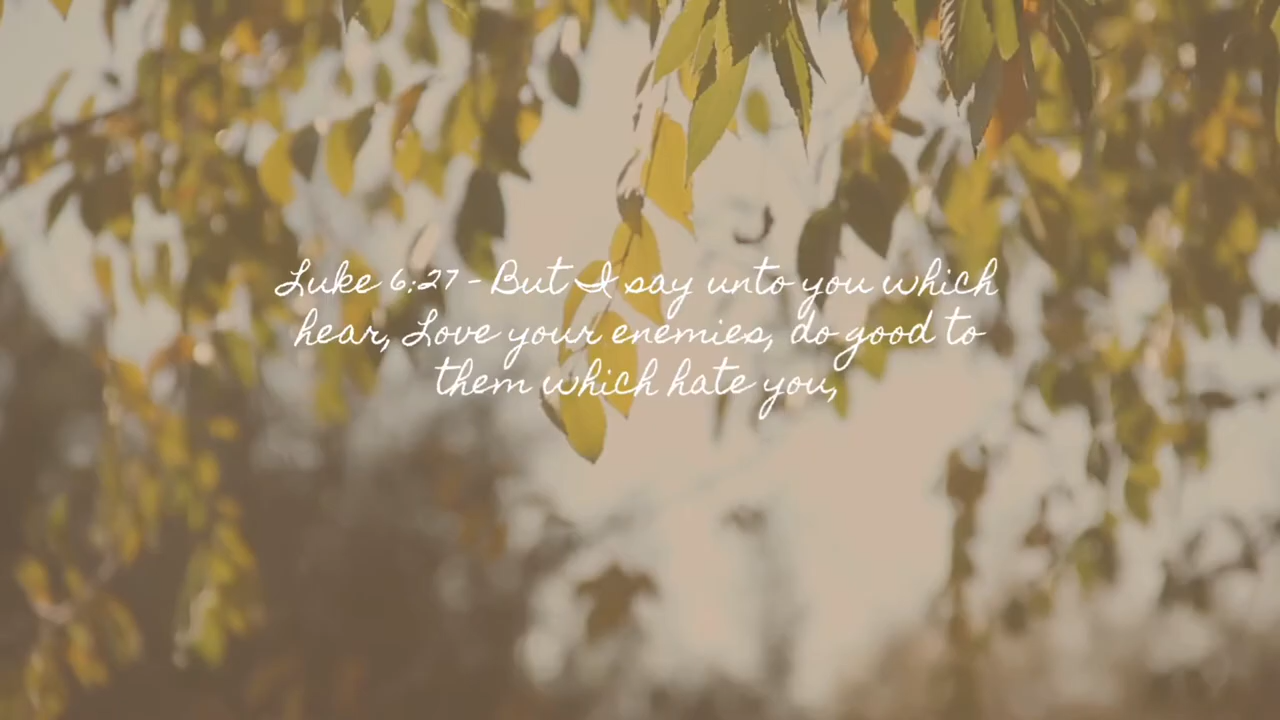 Luke 6:27 - But I say unto you which
hear, Love your enemies, do good to
them which hate you,